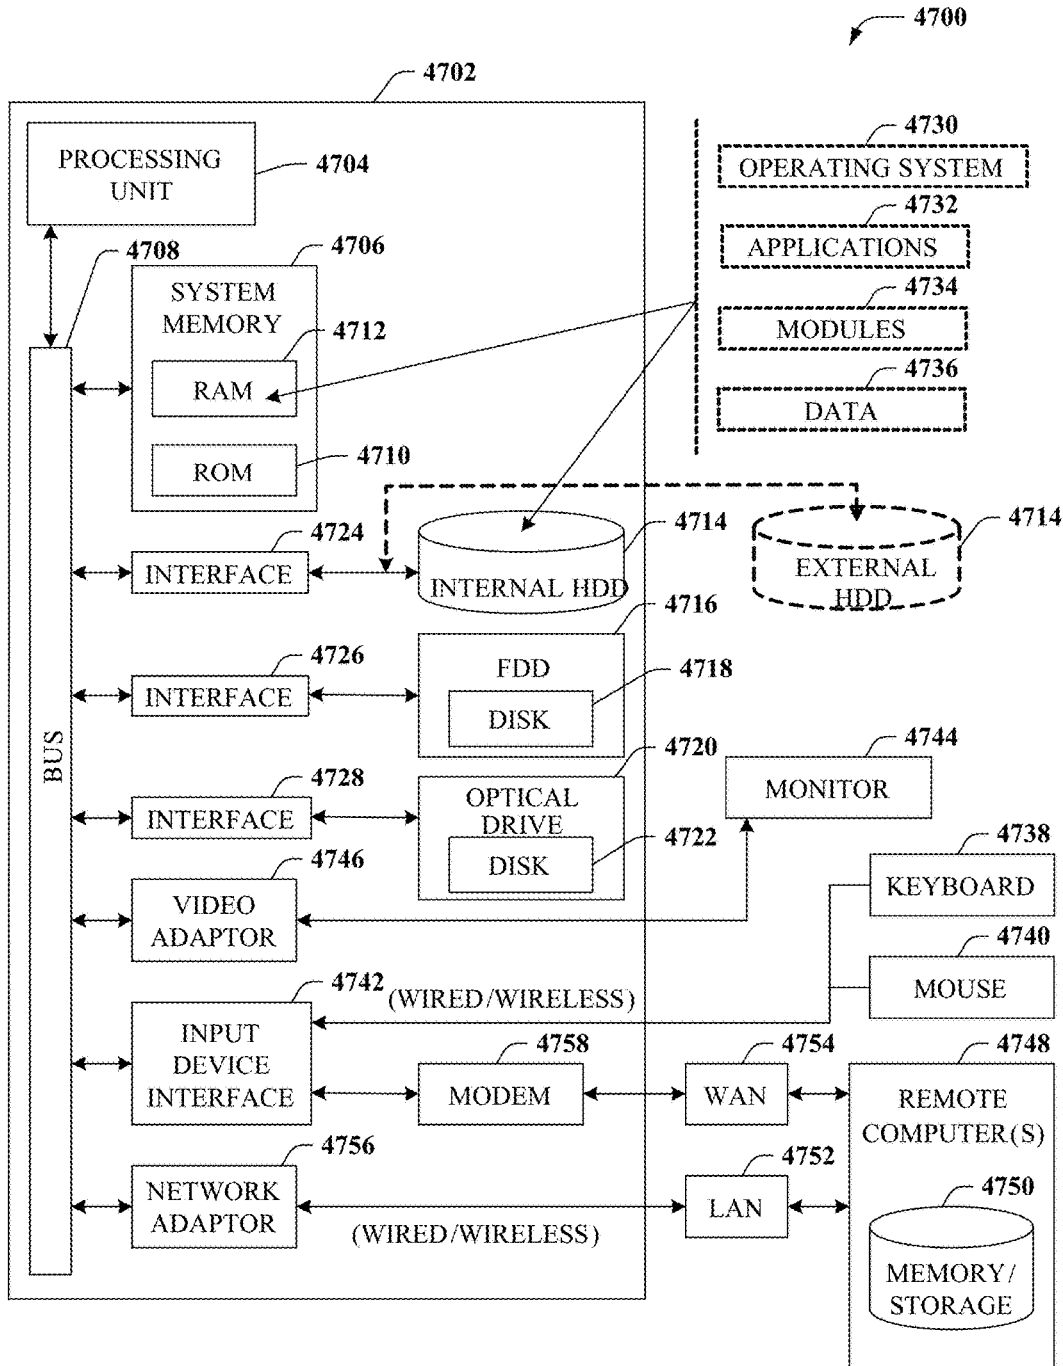 4700
4702
PROCESSING
UNIT
4704
4730
OPERATING SYSTEM
4732
APPLICATIONS
4734
MODULES
4736
DATA
4708
4706
SYSTEM
MEMORY
4712
RAM
4710
ROM
4724
INTERFACE
4714
INTERNAL HDD
4714
EXTERNAL
HDD
4716
4726
INTERFACE
FDD
4718
DISK
BUS
4720
4728
INTERFACE
OPTICAL
DRIVE
4722
DISK
4744
MONITOR
4738
KEYBOARD
4746
VIDEO
ADAPTOR
4740
MOUSE
4742
(WIRED/WIRELESS)
INPUT
DEVICE
INTERFACE
4758
MODEM
4754
WAN
4748
REMOTE
COMPUTER(S)
4756
NETWORK
ADAPTOR
(WIRED/WIRELESS)
4752
LAN
4750
MEMORY/
STORAGE